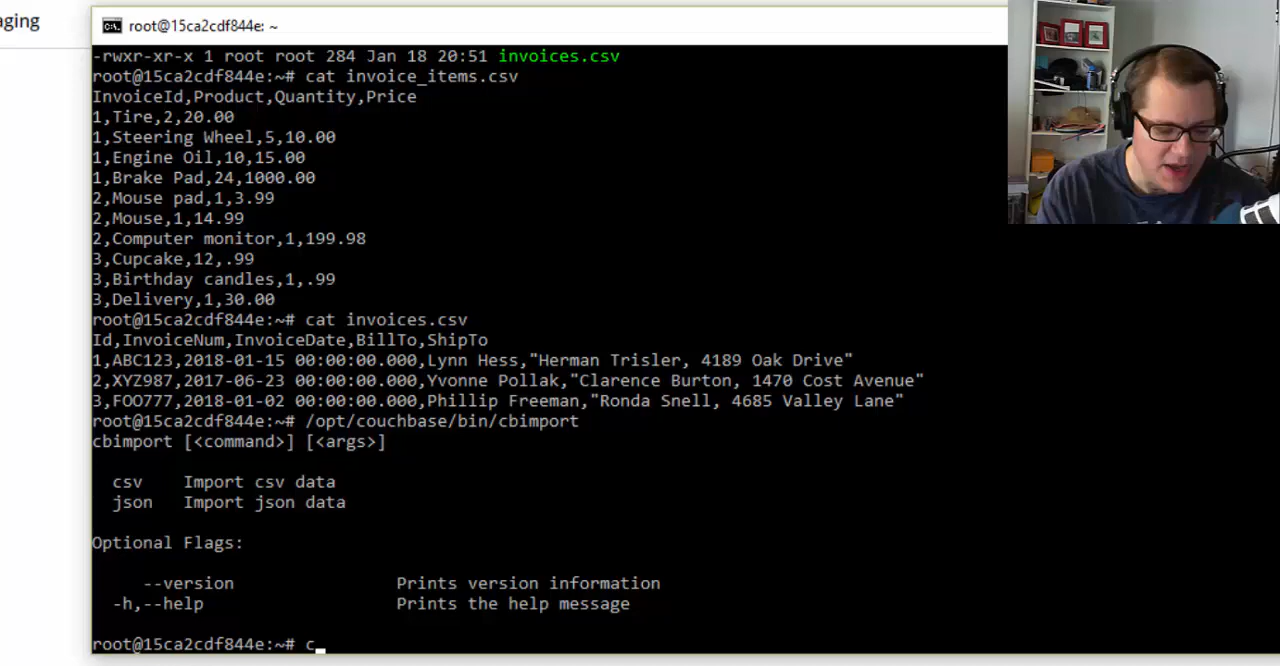 aging
root@15ca2cdf844e: ~
-rwxr-xr-x 1 root root 284 Jan 18 20:51 invoices.csv
root@15ca2cdf844e:~# cat invoice_items.csv
InvoiceId,Product,Quantity,Price
1,Tire,2,20.00
1,Steering Wheel,5,10.00
1,Engine Oil,10,15.00
1,Brake Pad,24,1000.00
2,Mouse pad,1,3.99
2,Mouse,1,14.99
2,Computer monitor,1,199.98
3,Cupcake,12,.99
3,Birthday candles,1,.99
3,Delivery,1,30.00
root@15ca2cdf844e:~# cat invoices.csv
Id,InvoiceNum,InvoiceDate,BillTo,ShipTo
1,ABC123,2018-01-15 00:00:00.000,Lynn Hess,"Herman Trisler, 4189 Oak Drive"
2,XYZ987,2017-06-23 00:00:00.000,Yvonne Pollak,"Clarence Burton, 1470 Cost Avenue"
3,FOO777,2018-01-02 00:00:00.000,Phillip Freeman,"Ronda Snell, 4685 Valley Lane"
root@15ca2cdf844e:~# /opt/couchbase/bin/cbimport
cbimport [<command>] [<args>]
csv Import csv data
json Import json data
Optional Flags:
--version Prints version information
-h,--help Prints the help message
root@15ca2cdf844e:~# c